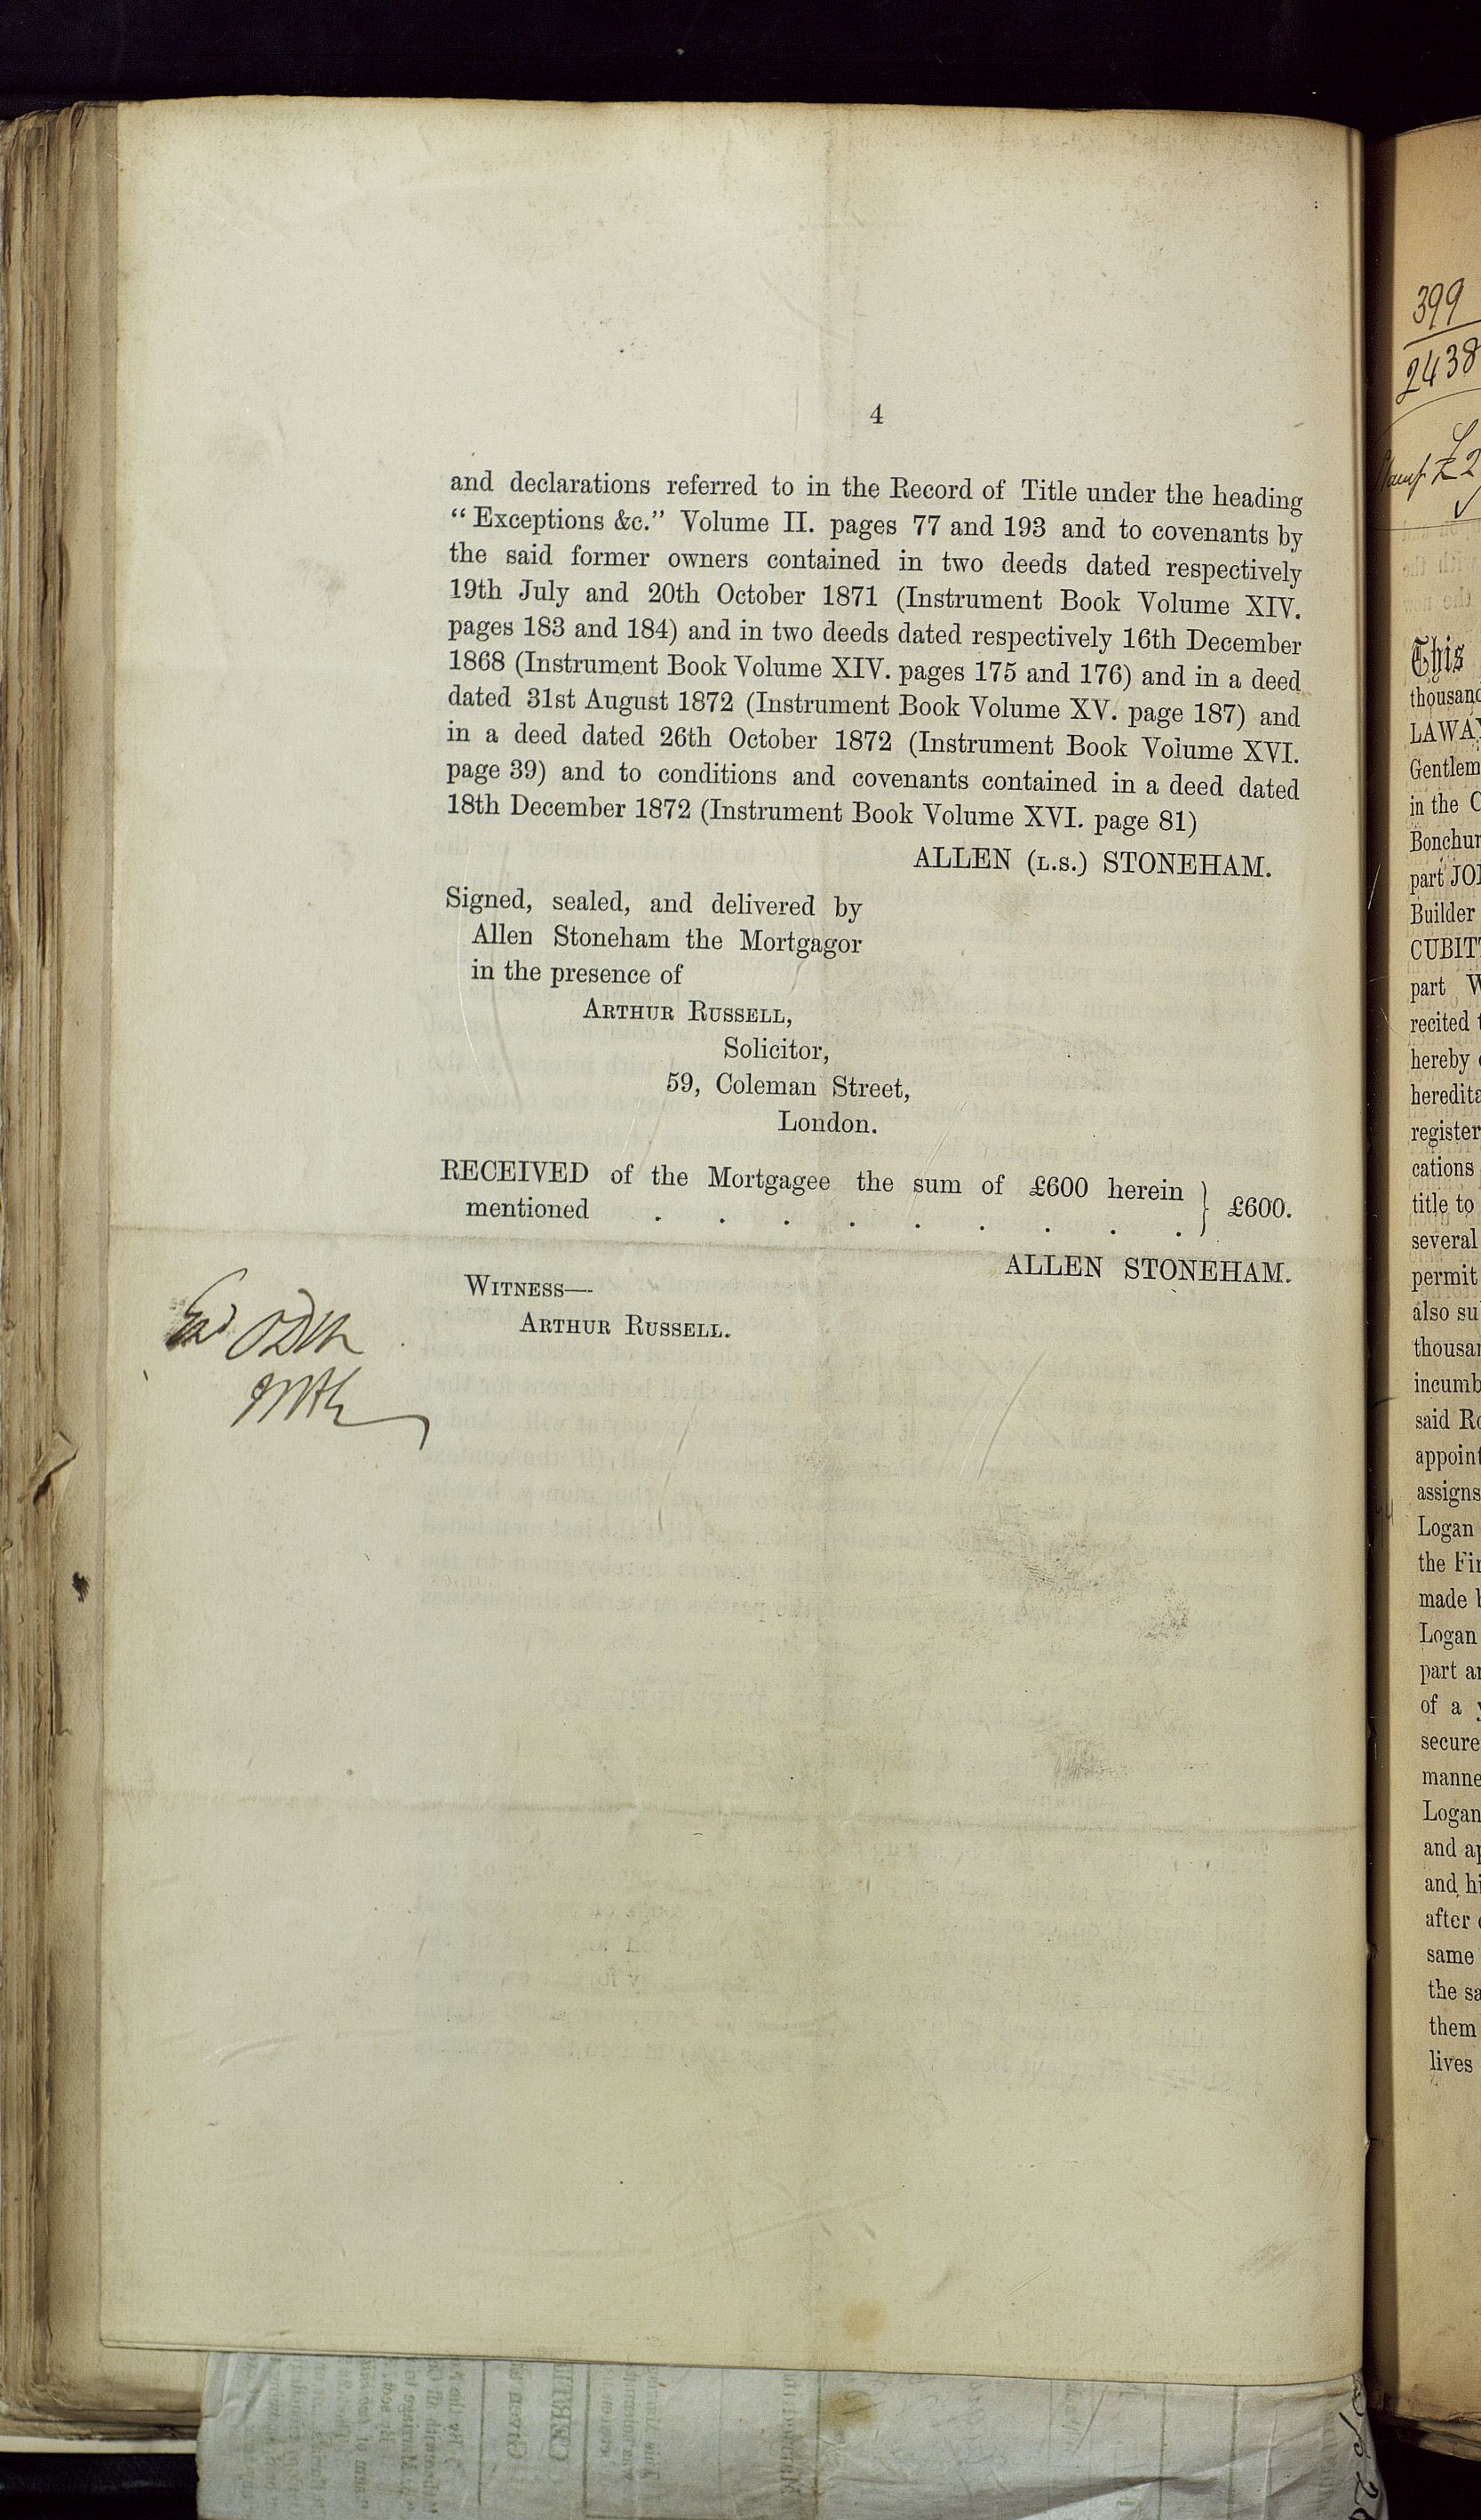 4
and declarations referred to in the Record of Title under the heading
“ Exceptions &c.” Volume II. pages 77 and 193 and to covenants by
the said former owners contained in two deeds dated respectively
19th July and 20th October 1871 (Instrument Book Volume XIV.
pages 183 and 184) and in two deeds dated respectively 16th December
1868 (Instrument Book Volume XIV. pages 175 and 176) and in a deed
dated 31st August 1872 (Instrument Book Volume XV. page 187) and
in a deed dated 26th October 1872 (Instrument Book Volume XVI.
page 39) and to conditions and covenants contained in a deed dated
18th December 1872 (Instrument Book Volume XVI. page 81)
ALLEN (L.S.) STONEHAM.
Signed, sealed, and delivered by
Allen Stoneham the Mortgagor
in the presence of
ARTHUR RUSSELL,
Solicitor,
59, Coleman Street,
London.
RECEIVED of the Mortgagee the sum of £600 herein
mentioned . . . . . . . . . } £600.
ALLEN STONEHAM.
WITNESS—
ARTHUR RUSSELL.
399
2438
£2
This
thousand
LAWA
Gentlem
in the C
Bonchur
part JO
Builder
CUBIT
part W
recited t
hereby
heredita
register
cations
title to
several
permit
also su
thousan
incumb
said Ro
appoint
assigns
Logan
the Fir
made b
Logan
part an
of a y
secure
manne
Logan
and ap
and hi
after
same
the sa
them
lives